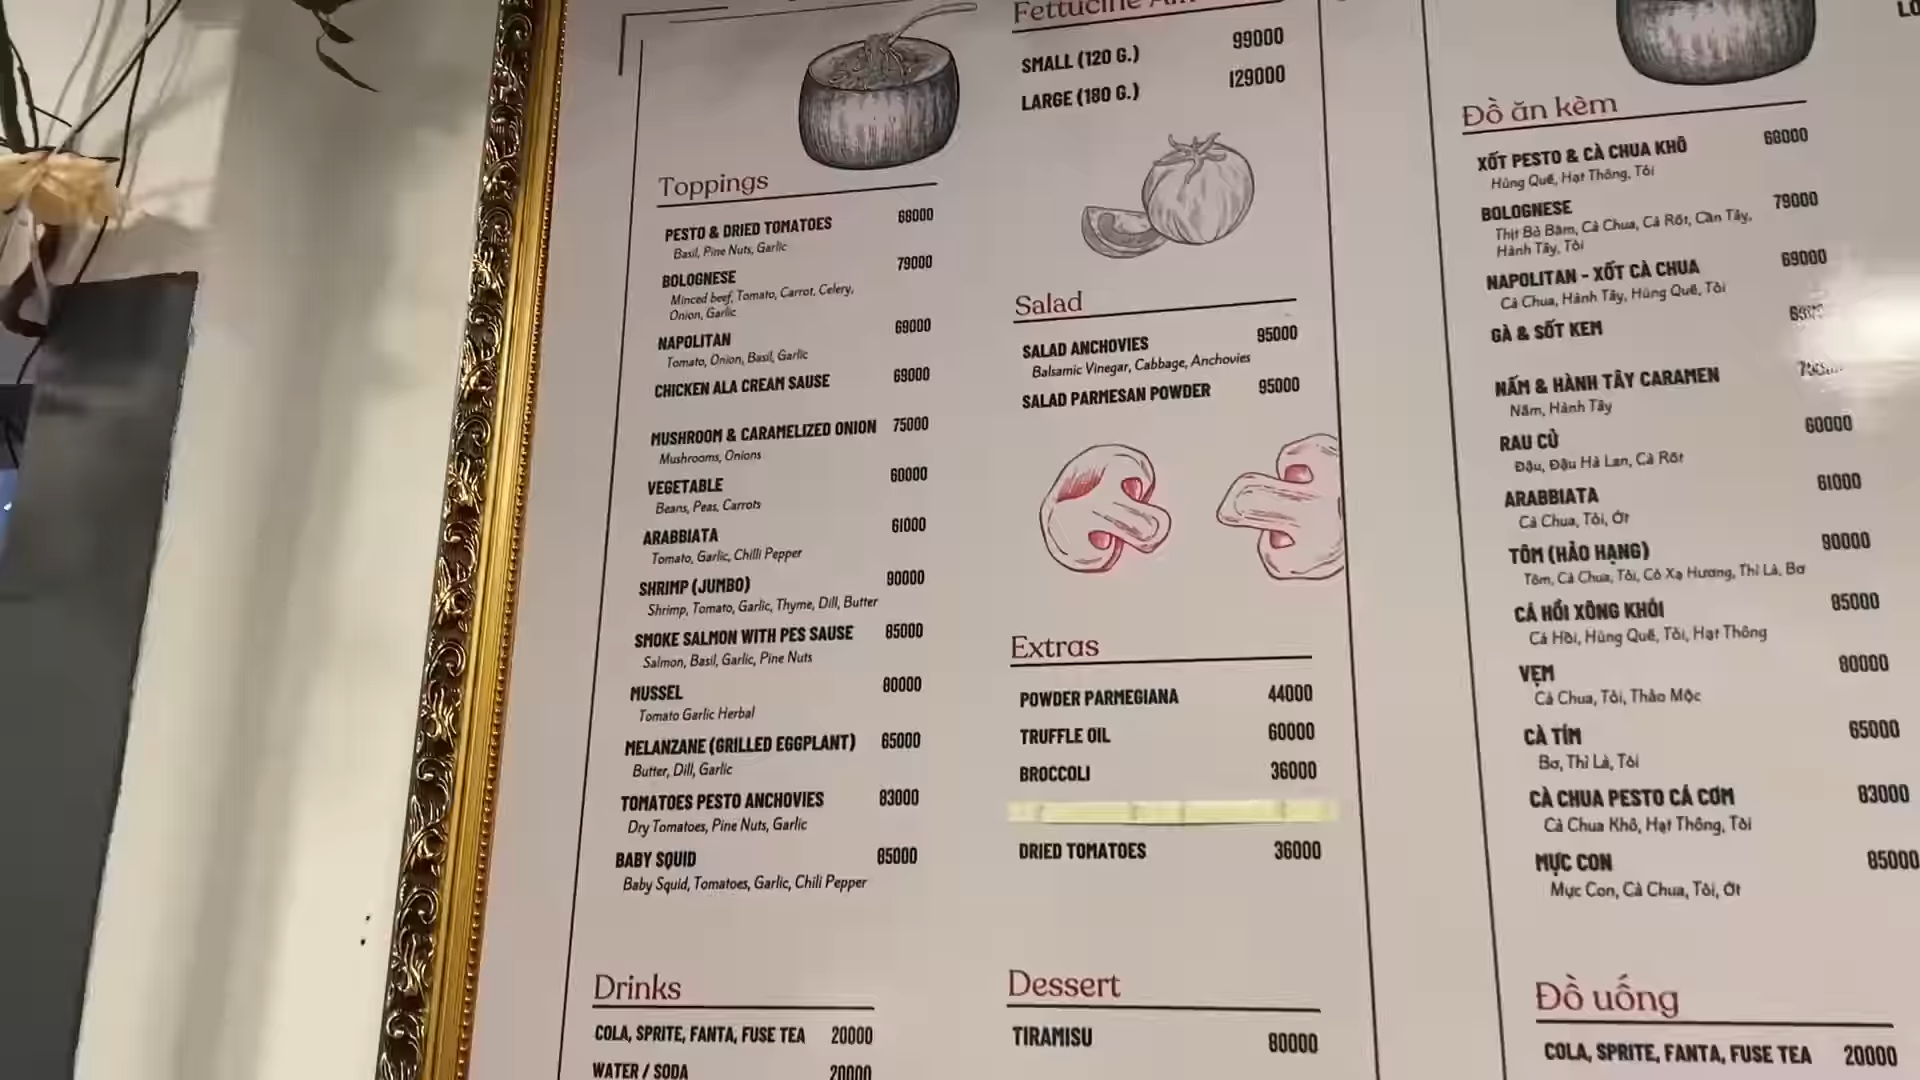 Toppings
PESTO & DRIED TOMATOES 68000
Basil, Pine Nuts, Garlic
BOLOGNESE 79000
Minced beef, Tomato, Carrot, Celery,
Onion, Garlic
NAPOLITAN 69000
Tomato, Onion, Basil, Garlic
CHICKEN ALA CREAM SAUSE 69000
MUSHROOM & CARAMELIZED ONION 75000
Mushrooms, Onions
VEGETABLE 60000
Beans, Peas, Carrots
ARABBIATA 61000
Tomato, Garlic, Chilli Pepper
SHRIMP (JUMBO) 90000
Shrimp, Tomato, Garlic, Thyme, Dill, Butter
SMOKE SALMON WITH PES SAUSE 85000
Salmon, Basil, Garlic, Pine Nuts
MUSSEL 80000
Tomato Garlic Herbal
MELANZANE (GRILLED EGGPLANT) 65000
Butter, Dill, Garlic
TOMATOES PESTO ANCHOVIES 83000
Dry Tomatoes, Pine Nuts, Garlic
BABY SQUID 85000
Baby Squid, Tomatoes, Garlic, Chili Pepper
Drinks
COLA, SPRITE, FANTA, FUSE TEA 20000
WATER / SODA 20000
Fettucine
SMALL (120 G.) 99000
LARGE (180 G.) 129000
Salad
SALAD ANCHOVIES 95000
Balsamic Vinegar, Cabbage, Anchovies
SALAD PARMESAN POWDER 95000
Extras
POWDER PARMEGIANA 44000
TRUFFLE OIL 60000
BROCCOLI 36000
DRIED TOMATOES 36000
Dessert
TIRAMISU 80000
Đồ ăn kèm
XỐT PESTO & CÀ CHUA KHÔ 68000
Húng Quế, Hạt Thông, Tỏi
BOLOGNESE 79000
Thịt Bò Băm, Cà Chua, Cà Rốt, Cần Tây,
Hành Tây, Tỏi
NAPOLITAN - XỐT CÀ CHUA 69000
Cà Chua, Hành Tây, Húng Quế, Tỏi
GÀ & SỐT KEM
NẤM & HÀNH TÂY CARAMEN
Nấm, Hành Tây
RAU CỦ 60000
Đậu, Đậu Hà Lan, Cà Rốt
ARABBIATA 61000
Cà Chua, Tỏi, Ớt
TÔM (HẢO HẠNG) 90000
Tôm, Cà Chua, Tỏi, Cỏ Xạ Hương, Thì Là, Bơ
CÁ HỒI XÔNG KHÓI 85000
Cá Hồi, Húng Quế, Tỏi, Hạt Thông
VẸM 80000
Cà Chua, Tỏi, Thảo Mộc
CÀ TÍM 65000
Bơ, Thì Là, Tỏi
CÀ CHUA PESTO CÁ CƠM 83000
Cà Chua Khô, Hạt Thông, Tỏi
MỰC CON 85000
Mực Con, Cà Chua, Tỏi, Ớt
Đồ uống
COLA, SPRITE, FANTA, FUSE TEA 20000